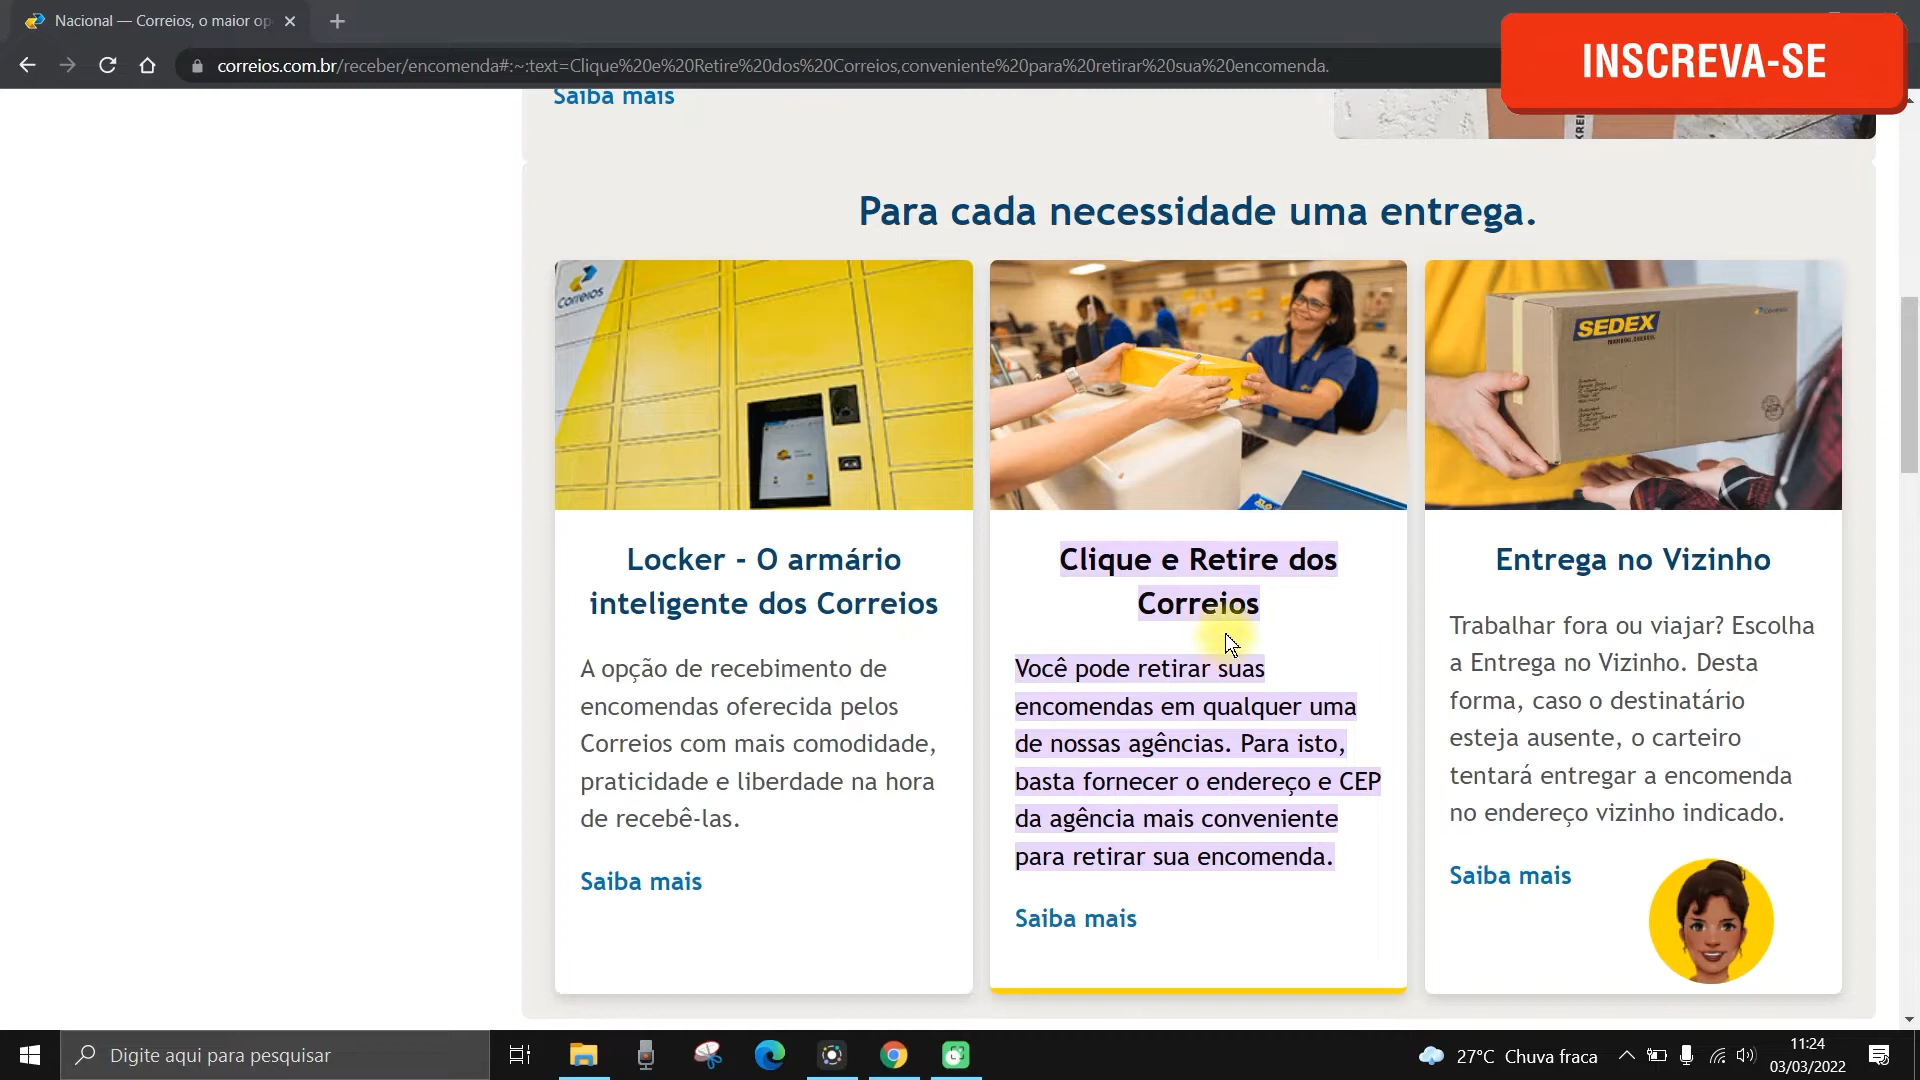 Nacional — Correios, o maior op
INSCREVA-SE
correios.com.br/receber/encomenda#:~:text=Clique%20e%20Retire%20dos%20Correios,conveniente%20para%20retirar%20sua%20encomenda.
Saiba mais
Para cada necessidade uma entrega.
Correios
SEDEX
Correios
Locker - O armário
inteligente dos Correios
A opção de recebimento de
encomendas oferecida pelos
Correios com mais comodidade,
praticidade e liberdade na hora
de recebê-las.
Saiba mais
Clique e Retire dos
Correios
Você pode retirar suas
encomendas em qualquer uma
de nossas agências. Para isto,
basta fornecer o endereço e CEP
da agência mais conveniente
para retirar sua encomenda.
Saiba mais
Entrega no Vizinho
Trabalhar fora ou viajar? Escolha
a Entrega no Vizinho. Desta
forma, caso o destinatário
esteja ausente, o carteiro
tentará entregar a encomenda
no endereço vizinho indicado.
Saiba mais
Digite aqui para pesquisar
27°C Chuva fraca
11:24
03/03/2022